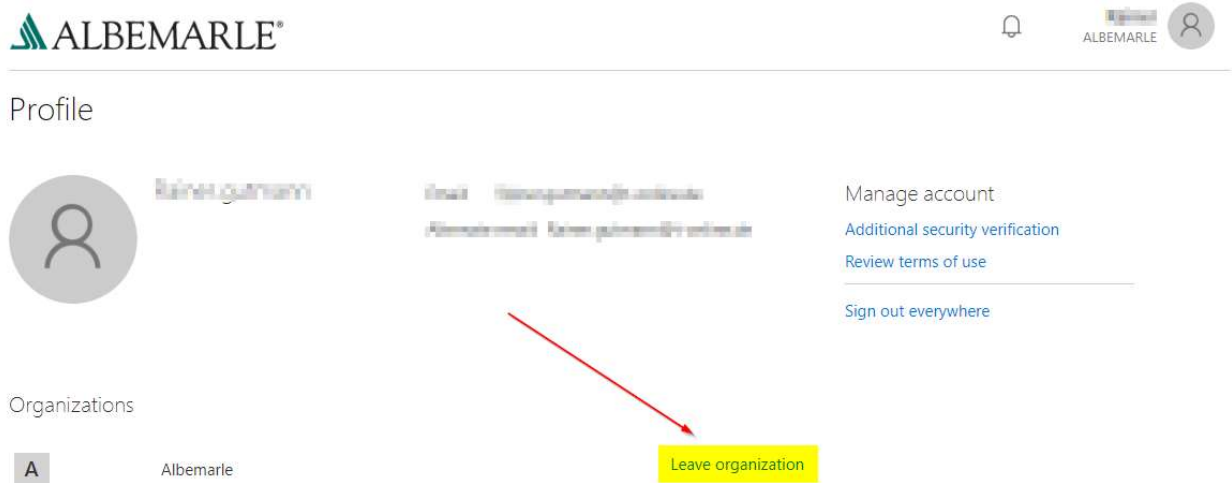 ALBEMARLE®
ALBEMARLE
Profile
Manage account
Additional security verification
Review terms of use
Sign out everywhere
Organizations
A Albemarle Leave organization